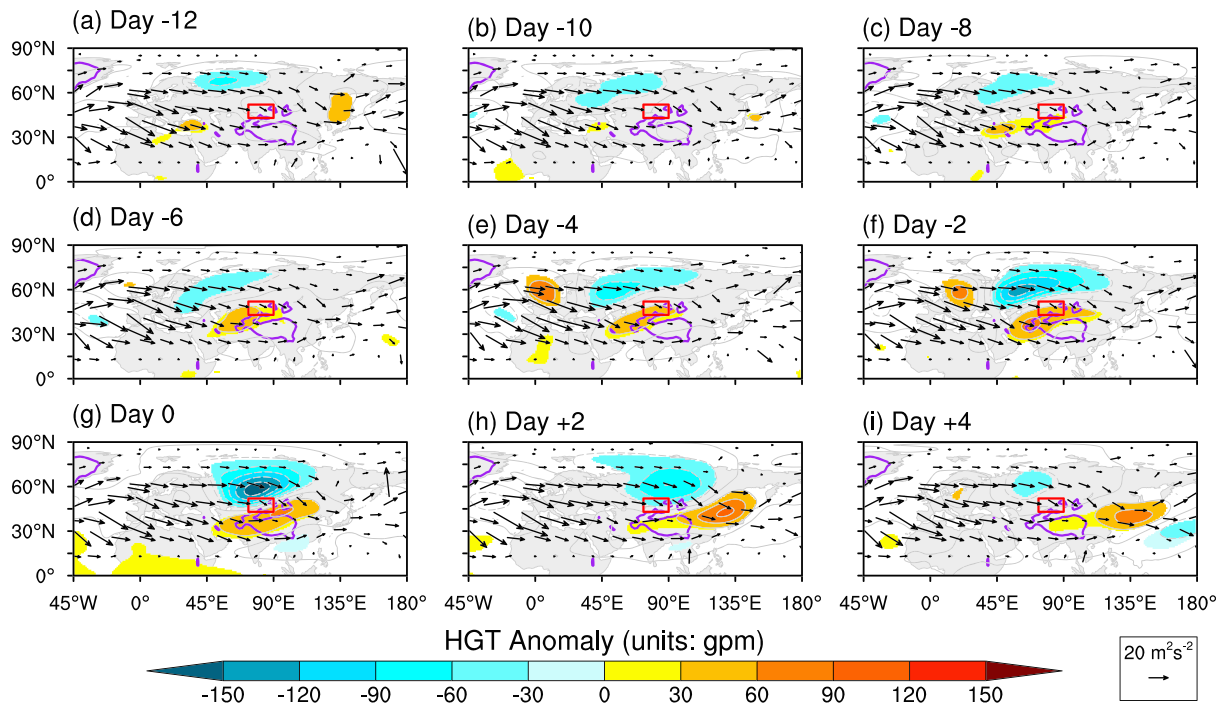 (a) Day -12
(b) Day -10
(c) Day -8
90°N
60°N
30°N
0°
(d) Day -6
(e) Day -4
(f) Day -2
90°N
60°N
30°N
0°
(g) Day 0
(h) Day +2
(i) Day +4
90°N
60°N
30°N
0°
45°W 0° 45°E 90°E 135°E 180° 45°W 0° 45°E 90°E 135°E 180° 45°W 0° 45°E 90°E 135°E 180°
HGT Anomaly (units: gpm)
20 m²s⁻²
-150 -120 -90 -60 -30 0 30 60 90 120 150